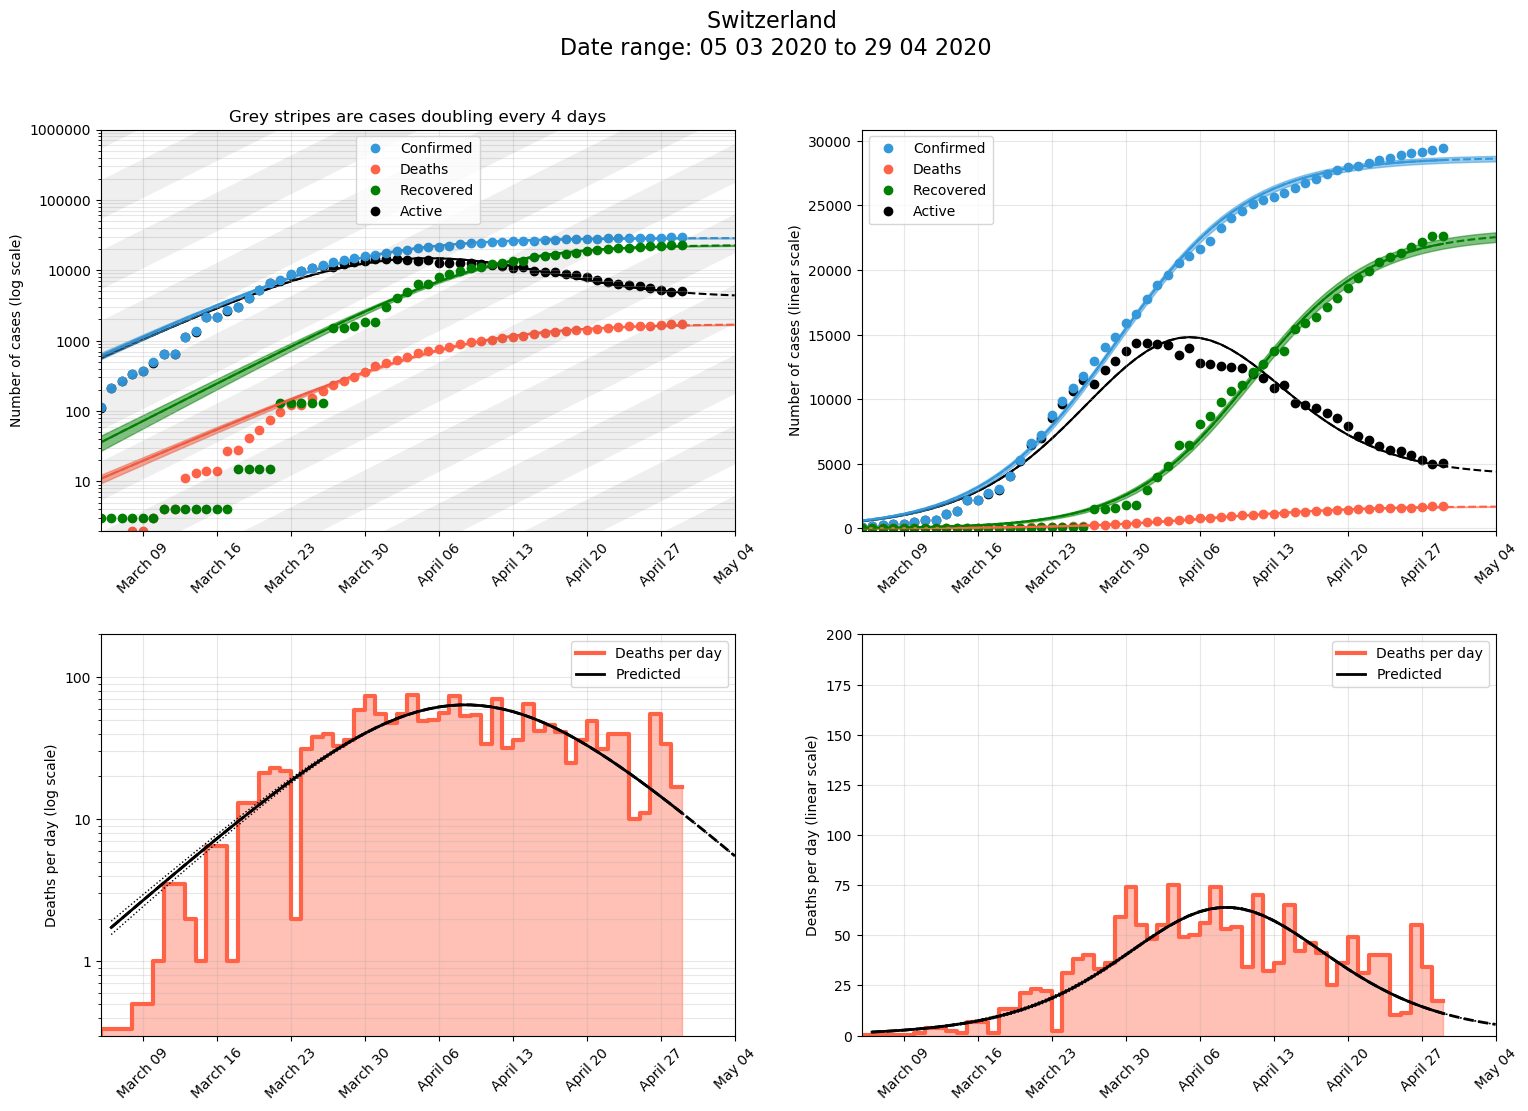 Switzerland
Date range: 05 03 2020 to 29 04 2020
Grey stripes are cases doubling every 4 days
Number of cases (log scale)
1000000
100000
10000
1000
100
10
Confirmed
Deaths
Recovered
Active
March 09
March 16
March 23
March 30
April 06
April 13
April 20
April 27
May 04
Number of cases (linear scale)
30000
25000
20000
15000
10000
5000
0
Confirmed
Deaths
Recovered
Active
March 09
March 16
March 23
March 30
April 06
April 13
April 20
April 27
May 04
Deaths per day (log scale)
100
10
1
Deaths per day
Predicted
March 09
March 16
March 23
March 30
April 06
April 13
April 20
April 27
May 04
Deaths per day (linear scale)
200
175
150
125
100
75
50
25
0
Deaths per day
Predicted
March 09
March 16
March 23
March 30
April 06
April 13
April 20
April 27
May 04